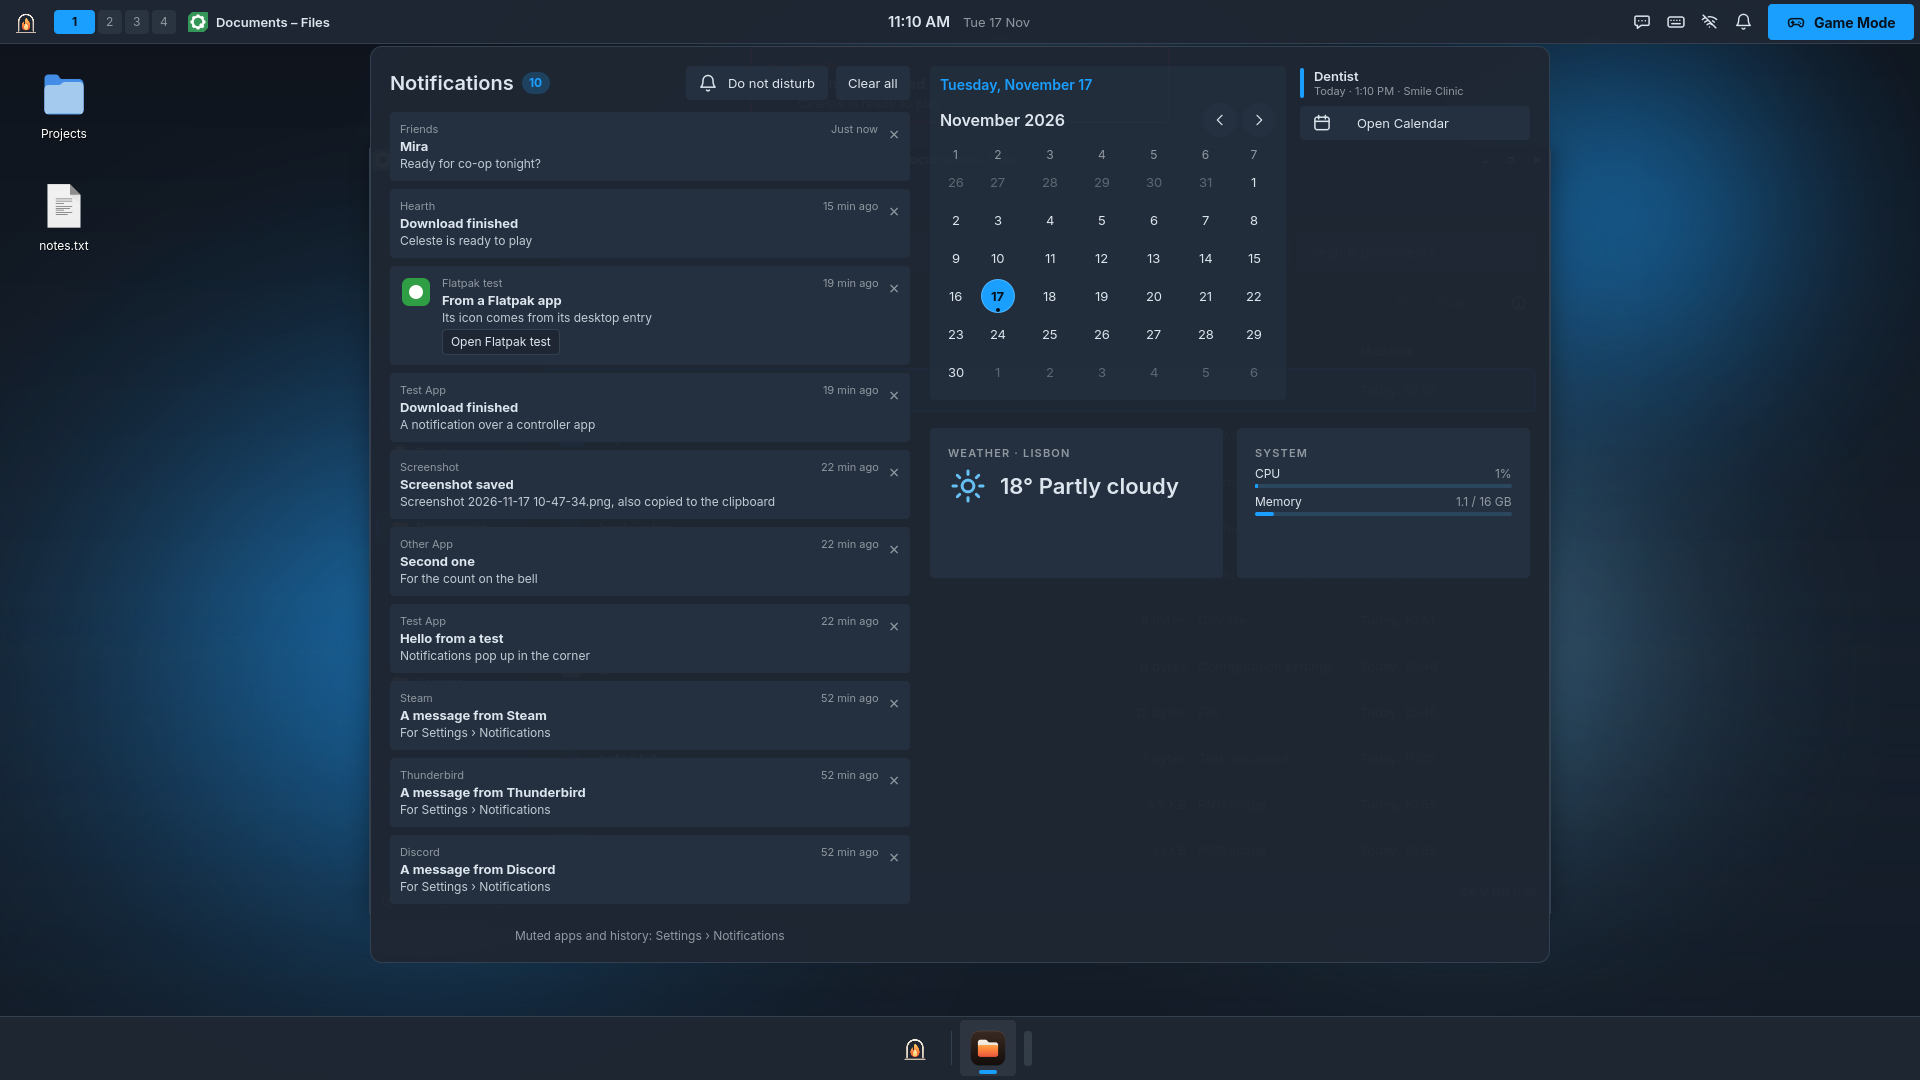 1 2 3 4 Documents – Files
11:10 AM Tue 17 Nov
Game Mode
Projects
notes.txt
Notifications 10
Do not disturb
Clear all
Friends Just now
Mira
Ready for co-op tonight?
Hearth 15 min ago
Download finished
Celeste is ready to play
Flatpak test 19 min ago
From a Flatpak app
Its icon comes from its desktop entry
Open Flatpak test
Test App 19 min ago
Download finished
A notification over a controller app
Screenshot 22 min ago
Screenshot saved
Screenshot 2026-11-17 10-47-34.png, also copied to the clipboard
Other App 22 min ago
Second one
For the count on the bell
Test App 22 min ago
Hello from a test
Notifications pop up in the corner
Steam 52 min ago
A message from Steam
For Settings › Notifications
Thunderbird 52 min ago
A message from Thunderbird
For Settings › Notifications
Discord 52 min ago
A message from Discord
For Settings › Notifications
Muted apps and history: Settings › Notifications
Tuesday, November 17
November 2026
1 2 3 4 5 6 7
26 27 28 29 30 31 1
2 3 4 5 6 7 8
9 10 11 12 13 14 15
16 17 18 19 20 21 22
23 24 25 26 27 28 29
30 1 2 3 4 5 6
Dentist
Today · 1:10 PM · Smile Clinic
Open Calendar
WEATHER · LISBON
18° Partly cloudy
SYSTEM
CPU 1%
Memory 1.1 / 16 GB